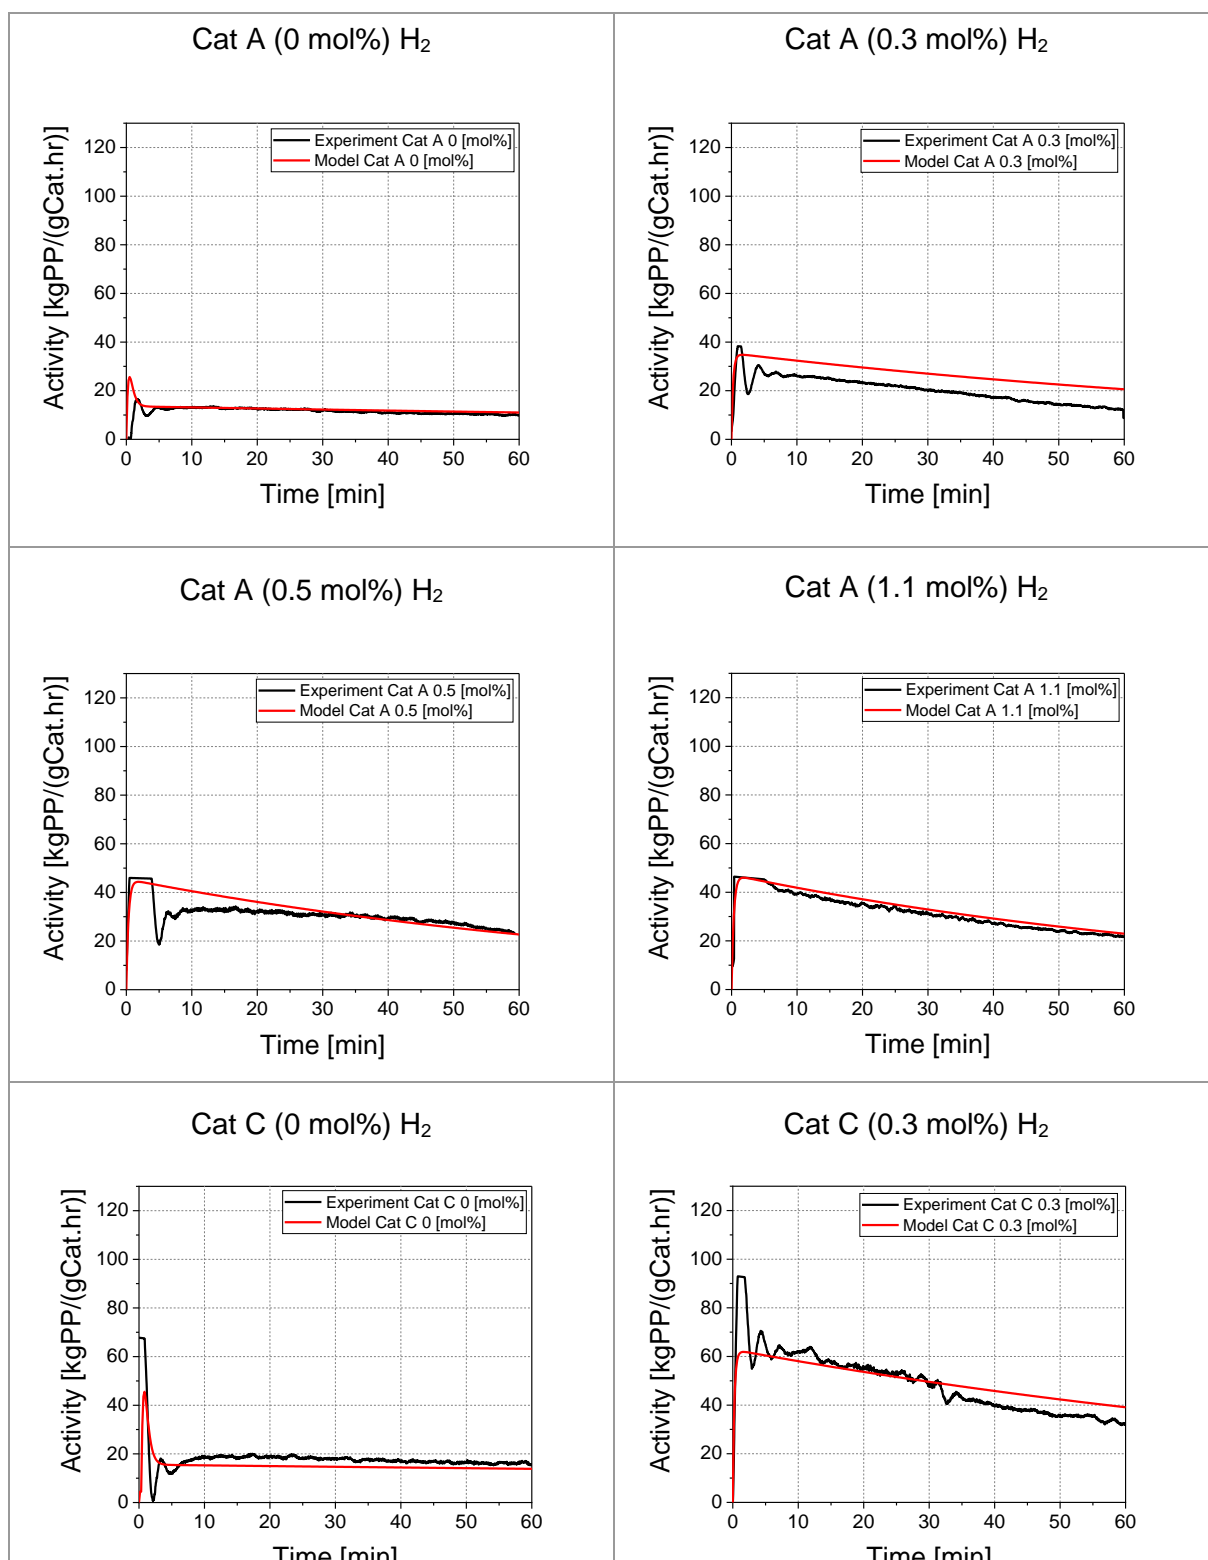 Cat A (0 mol%) H₂
Activity [kgPP/(gCat.hr)]
Experiment Cat A 0 [mol%]
Model Cat A 0 [mol%]
120
100
80
60
40
20
0
0 10 20 30 40 50 60
Time [min]
Cat A (0.3 mol%) H₂
Activity [kgPP/(gCat.hr)]
Experiment Cat A 0.3 [mol%]
Model Cat A 0.3 [mol%]
120
100
80
60
40
20
0
0 10 20 30 40 50 60
Time [min]
Cat A (0.5 mol%) H₂
Activity [kgPP/(gCat.hr)]
Experiment Cat A 0.5 [mol%]
Model Cat A 0.5 [mol%]
120
100
80
60
40
20
0
0 10 20 30 40 50 60
Time [min]
Cat A (1.1 mol%) H₂
Activity [kgPP/(gCat.hr)]
Experiment Cat A 1.1 [mol%]
Model Cat A 1.1 [mol%]
120
100
80
60
40
20
0
0 10 20 30 40 50 60
Time [min]
Cat C (0 mol%) H₂
Activity [kgPP/(gCat.hr)]
Experiment Cat C 0 [mol%]
Model Cat C 0 [mol%]
120
100
80
60
40
20
0
0 10 20 30 40 50 60
Time [min]
Cat C (0.3 mol%) H₂
Activity [kgPP/(gCat.hr)]
Experiment Cat C 0.3 [mol%]
Model Cat C 0.3 [mol%]
120
100
80
60
40
20
0
0 10 20 30 40 50 60
Time [min]